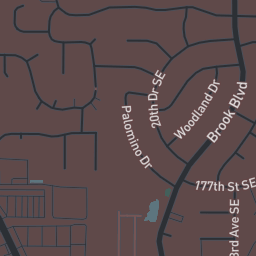 20th Dr SE
Woodland Dr
Brook Blvd
Palomino Dr
177th St SE
3rd Ave SE